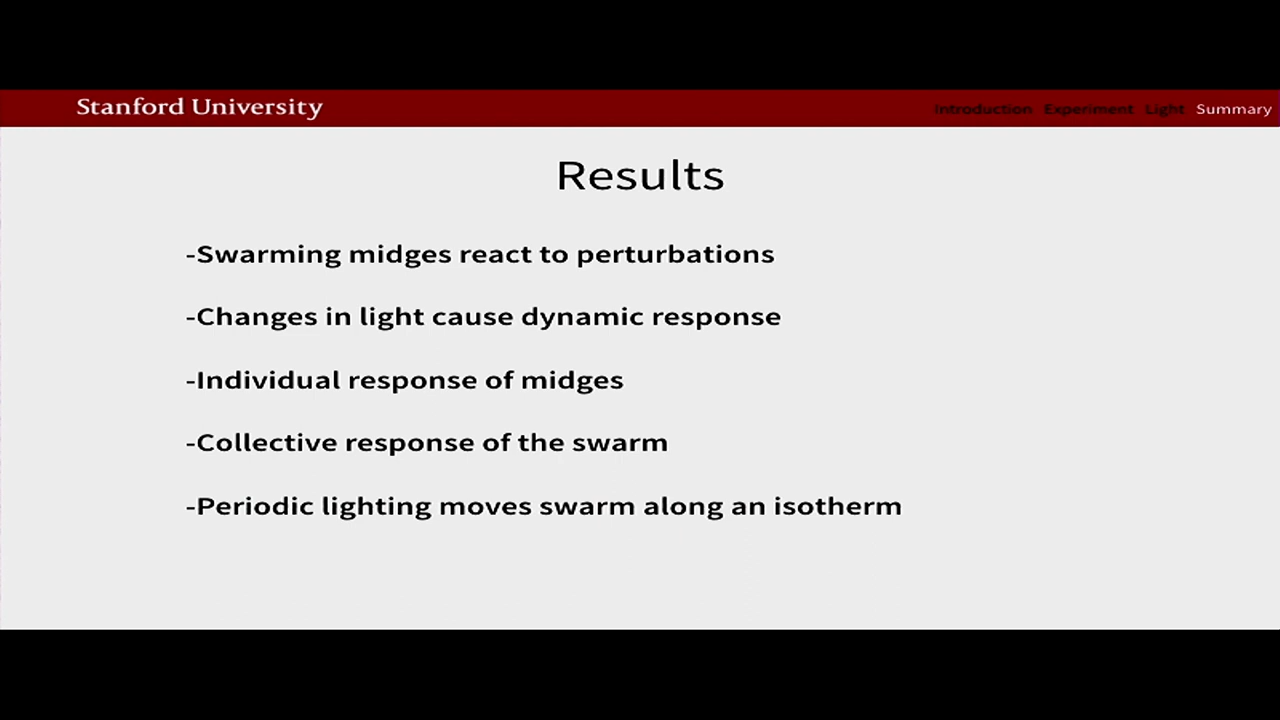 Stanford University
Introduction Experiment Light Summary
Results
-Swarming midges react to perturbations
-Changes in light cause dynamic response
-Individual response of midges
-Collective response of the swarm
-Periodic lighting moves swarm along an isotherm